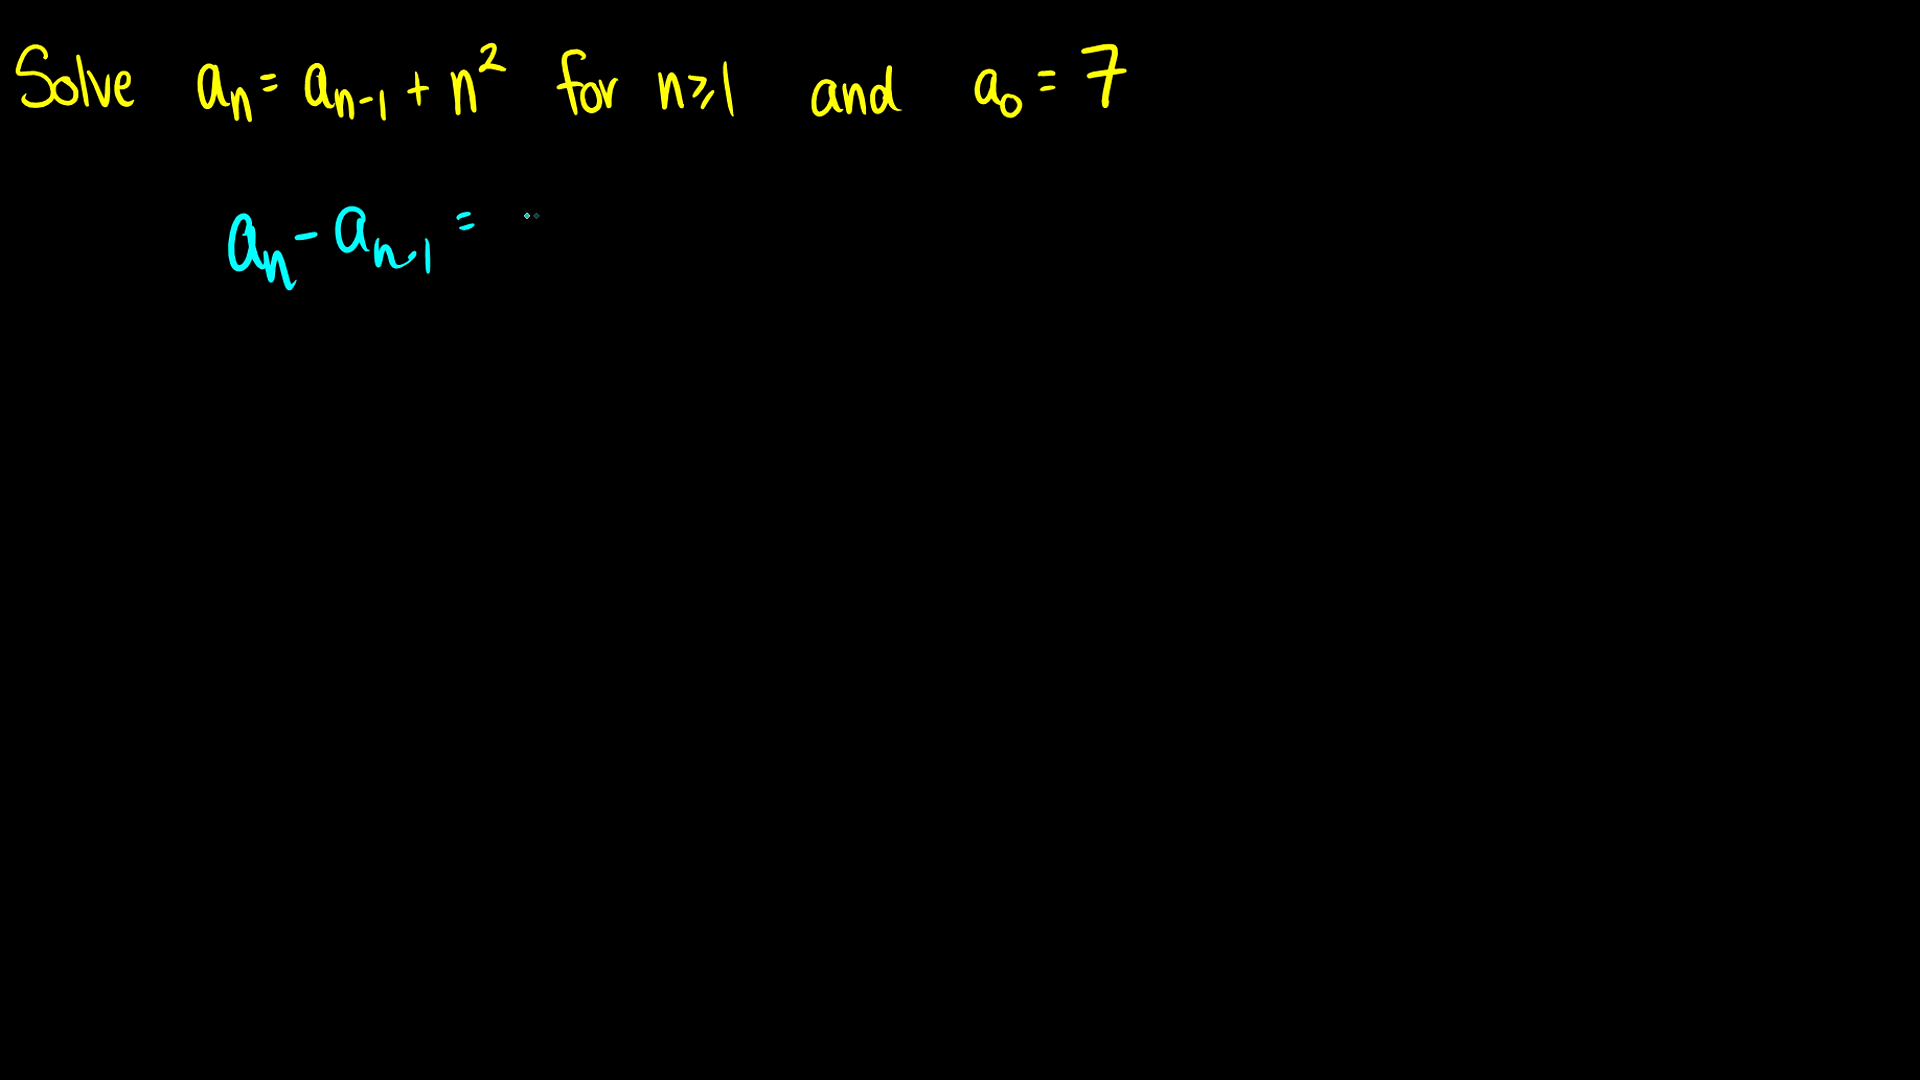 Solve aₙ = aₙ₋₁ + n² for n ⩾ 1 and a₀ = 7
aₙ - aₙ₋₁ =